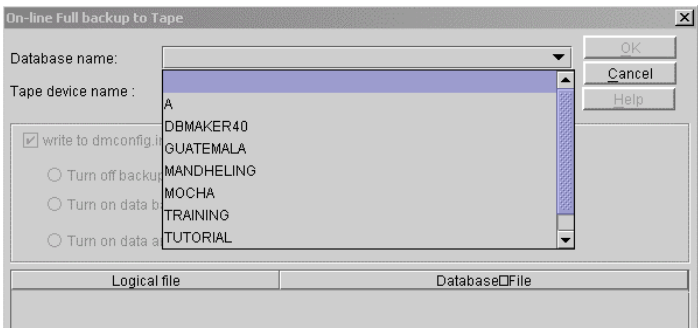 On-line Full backup to Tape
Database name:
OK
Cancel
Tape device name :
Help
A
DBMAKER40
GUATEMALA
MANDHELING
MOCHA
TRAINING
TUTORIAL
write to dmconfig.i
Turn off backup
Turn on data b
Turn on data a
Logical file
Database□File